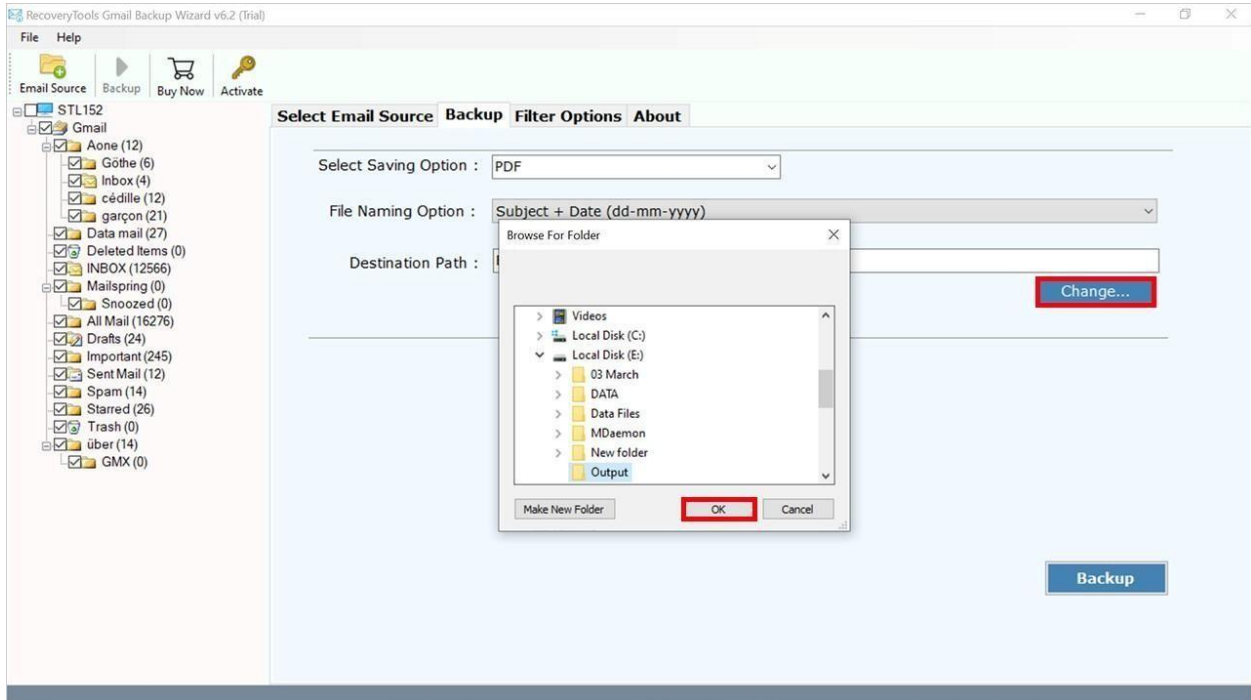 RecoveryTools Gmail Backup Wizard v6.2 (Trial)
File Help
Email Source Backup Buy Now Activate
STL152
Gmail
Aone (12)
Göthe (6)
Inbox (4)
cédille (12)
garçon (21)
Data mail (27)
Deleted Items (0)
INBOX (12566)
Mailspring (0)
Snoozed (0)
All Mail (16276)
Drafts (24)
Important (245)
Sent Mail (12)
Spam (14)
Starred (26)
Trash (0)
über (14)
GMX (0)
Select Email Source Backup Filter Options About
Select Saving Option : PDF
File Naming Option : Subject + Date (dd-mm-yyyy)
Destination Path :
Change...
Browse For Folder
Videos
Local Disk (C:)
Local Disk (E:)
03 March
DATA
Data Files
MDaemon
New folder
Output
Make New Folder OK Cancel
Backup